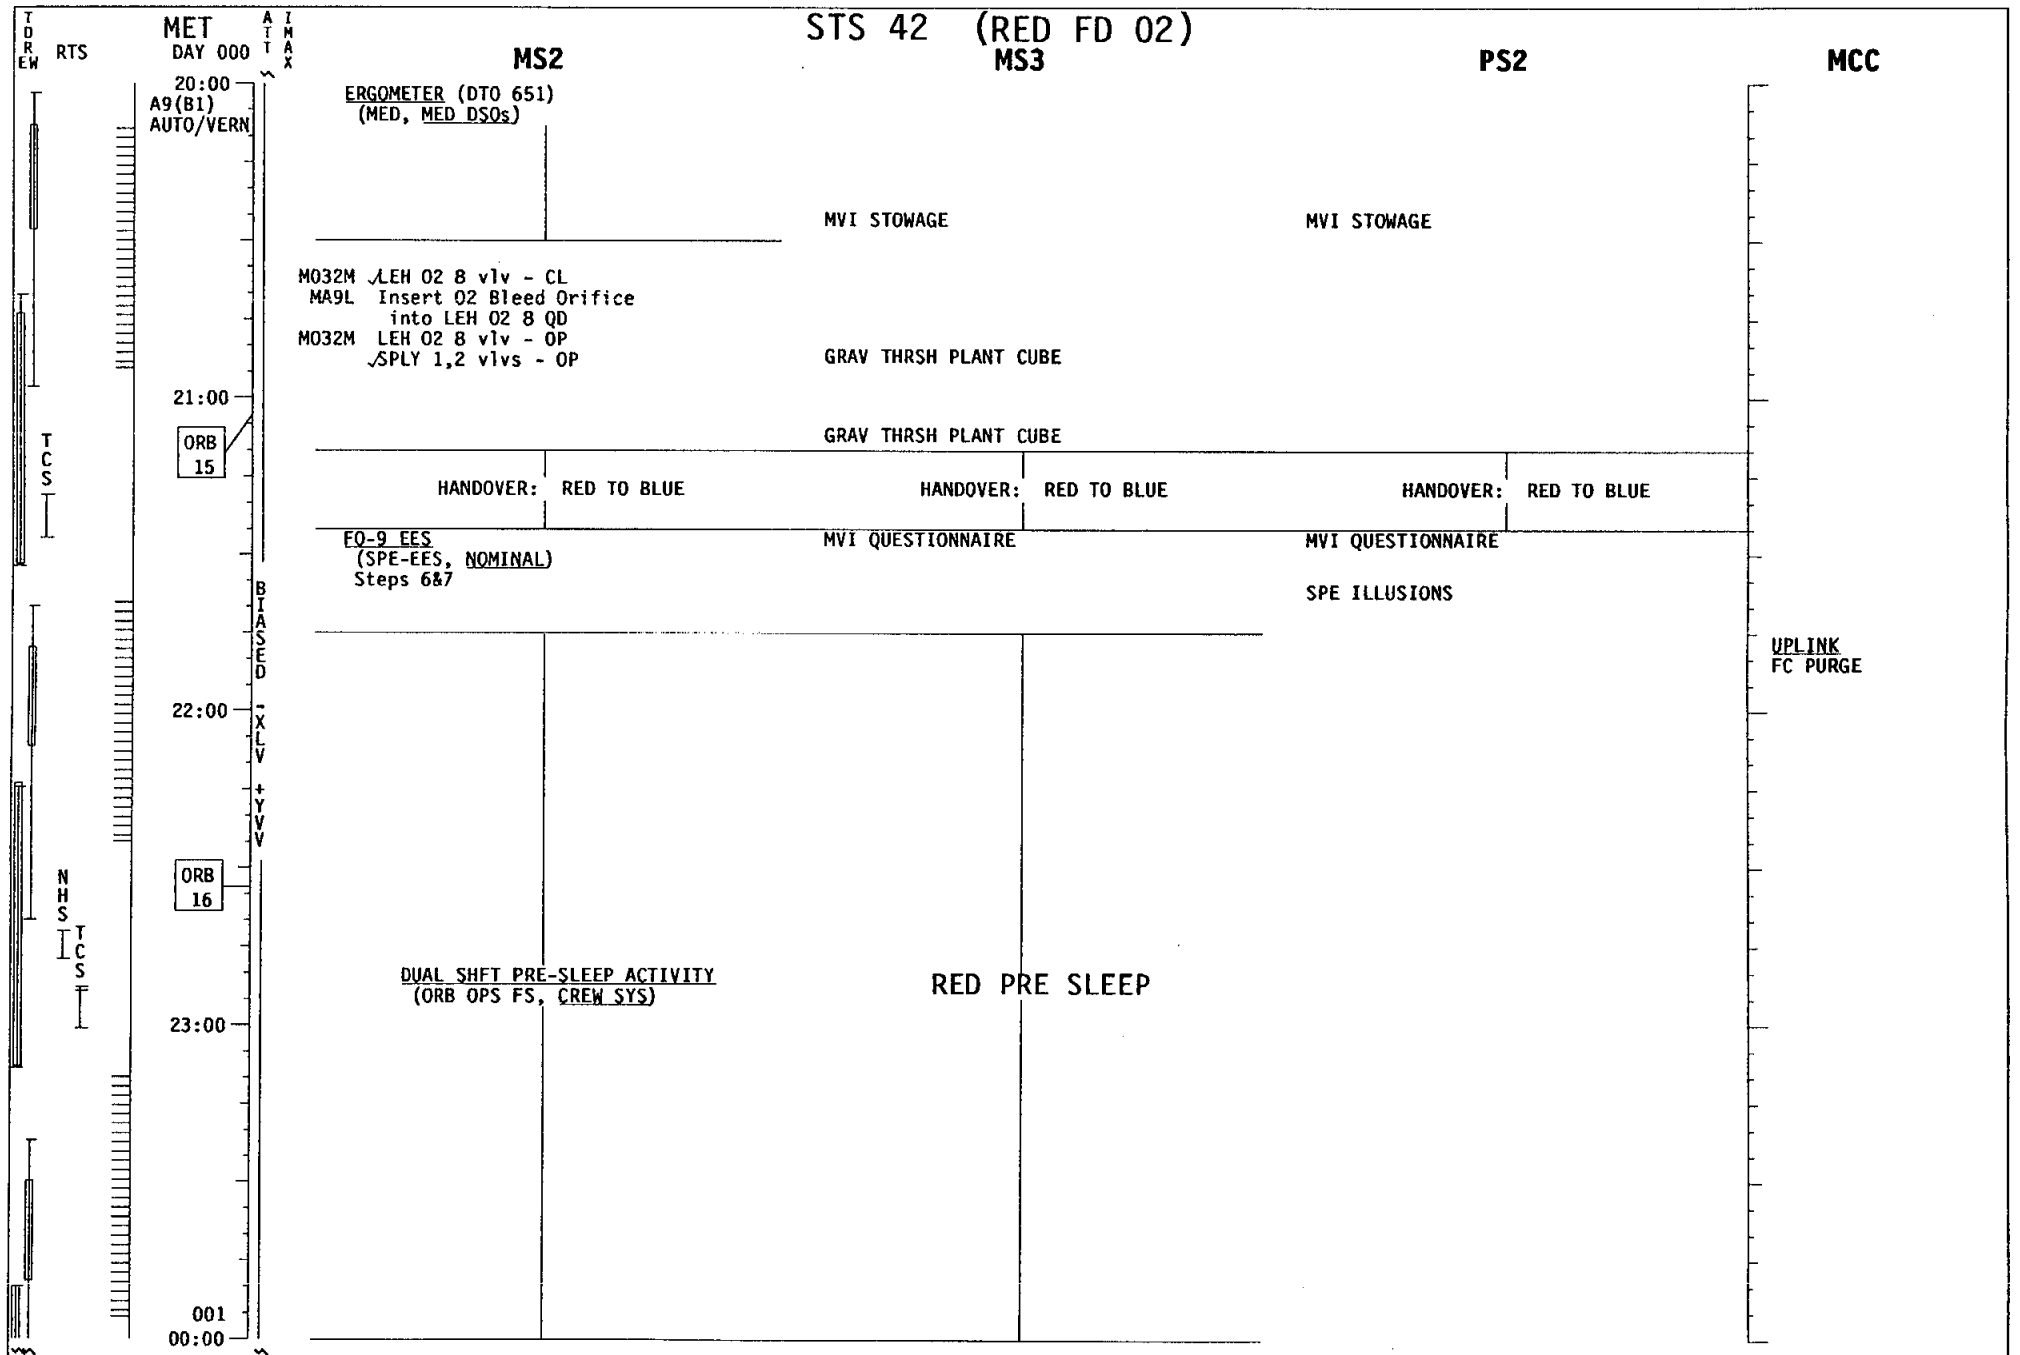 STS 42 (RED FD 02)
TDREW
RTS
MET
DAY 000
ATT
IMAX
MS2
MS3
PS2
MCC
20:00
A9(B1)
AUTO/VERN
ERGOMETER (DTO 651)
(MED, MED DSOs)
MVI STOWAGE
MVI STOWAGE
MO32M √LEH O2 8 vlv - CL
MA9L Insert O2 Bleed Orifice
into LEH O2 8 QD
MO32M LEH O2 8 vlv - OP
√SPLY 1,2 vlvs - OP
GRAV THRSH PLANT CUBE
21:00
ORB
15
TCS
GRAV THRSH PLANT CUBE
HANDOVER: RED TO BLUE
HANDOVER: RED TO BLUE
HANDOVER: RED TO BLUE
FO-9 EES
(SPE-EES, NOMINAL)
Steps 6&7
MVI QUESTIONNAIRE
MVI QUESTIONNAIRE
SPE ILLUSIONS
BIASED -XLV +YVV
UPLINK
FC PURGE
22:00
ORB
16
NHS
TCS
DUAL SHFT PRE-SLEEP ACTIVITY
(ORB OPS FS, CREW SYS)
RED PRE SLEEP
23:00
001
00:00